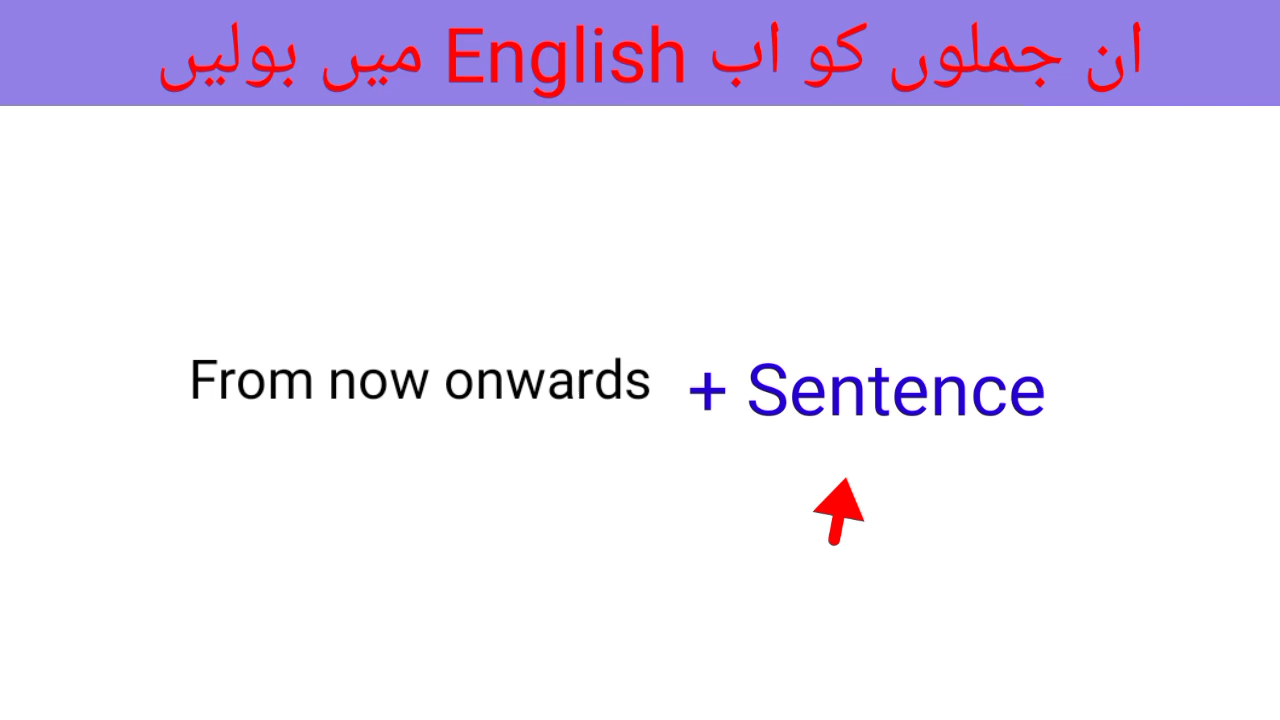 ان جملوں کو اب English میں بولیں
From now onwards + Sentence